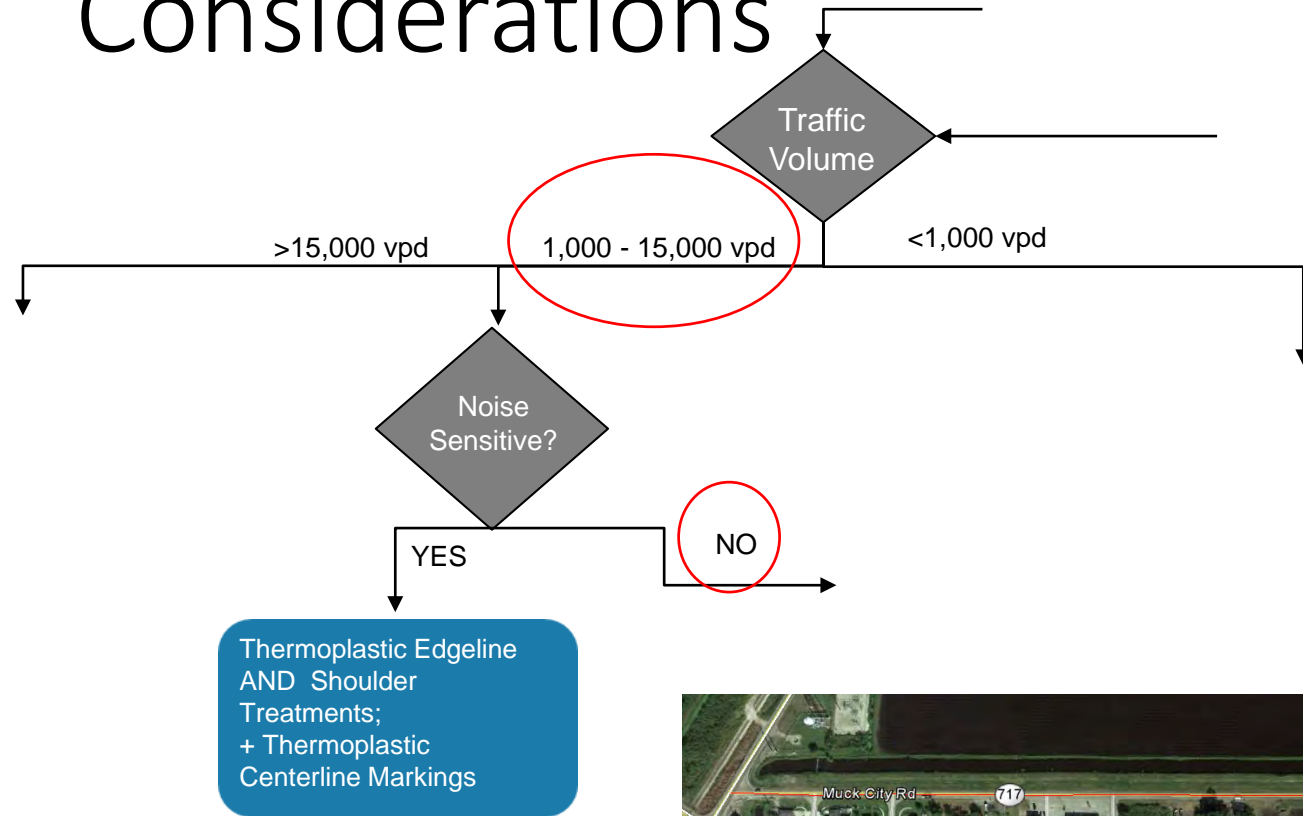 Considerations
Traffic
Volume
>15,000 vpd
1,000 - 15,000 vpd
<1,000 vpd
Noise
Sensitive?
YES
NO
Thermoplastic Edgeline
AND  Shoulder
Treatments;
+ Thermoplastic
Centerline Markings
Muck City Rd
717